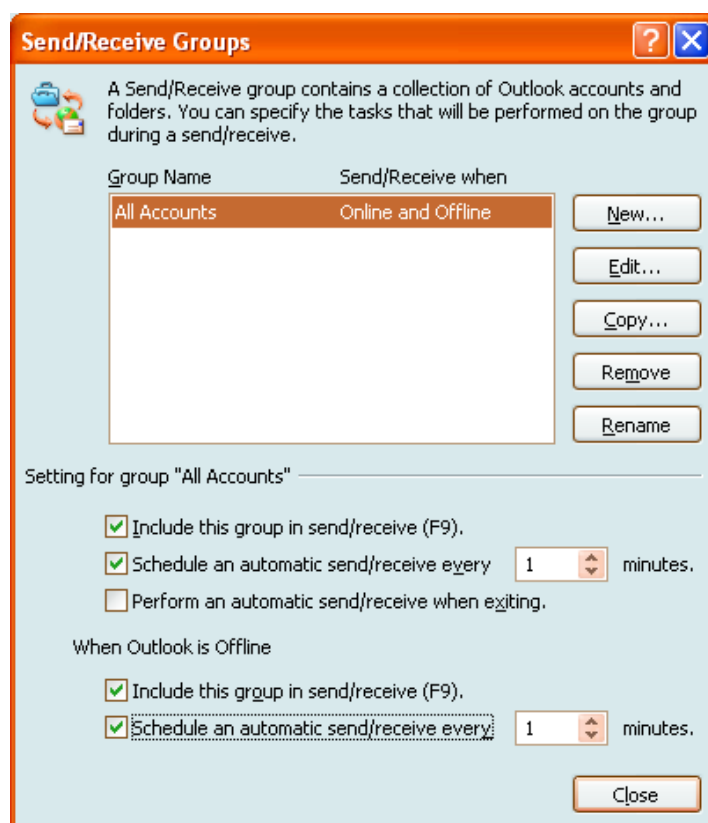 Send/Receive Groups
A Send/Receive group contains a collection of Outlook accounts and
folders. You can specify the tasks that will be performed on the group
during a send/receive.
Group Name Send/Receive when
All Accounts Online and Offline
New...
Edit...
Copy...
Remove
Rename
Setting for group "All Accounts"
Include this group in send/receive (F9).
Schedule an automatic send/receive every 1 minutes.
Perform an automatic send/receive when exiting.
When Outlook is Offline
Include this group in send/receive (F9).
Schedule an automatic send/receive every 1 minutes.
Close